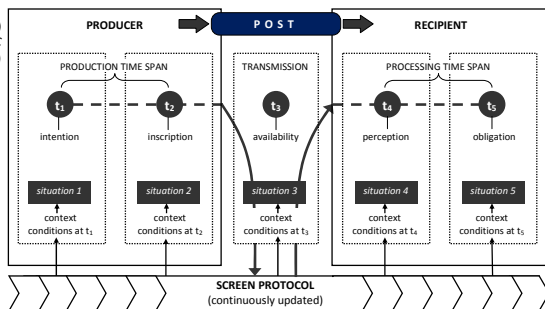 PRODUCER
POST
RECIPIENT
PRODUCTION TIME SPAN
TRANSMISSION
PROCESSING TIME SPAN
t1
t2
t3
t4
t5
intention
inscription
availability
perception
obligation
situation 1
situation 2
situation 3
situation 4
situation 5
context
conditions at t1
context
conditions at t2
context
conditions at t3
context
conditions at t4
context
conditions at t5
SCREEN PROTOCOL
(continuously updated)